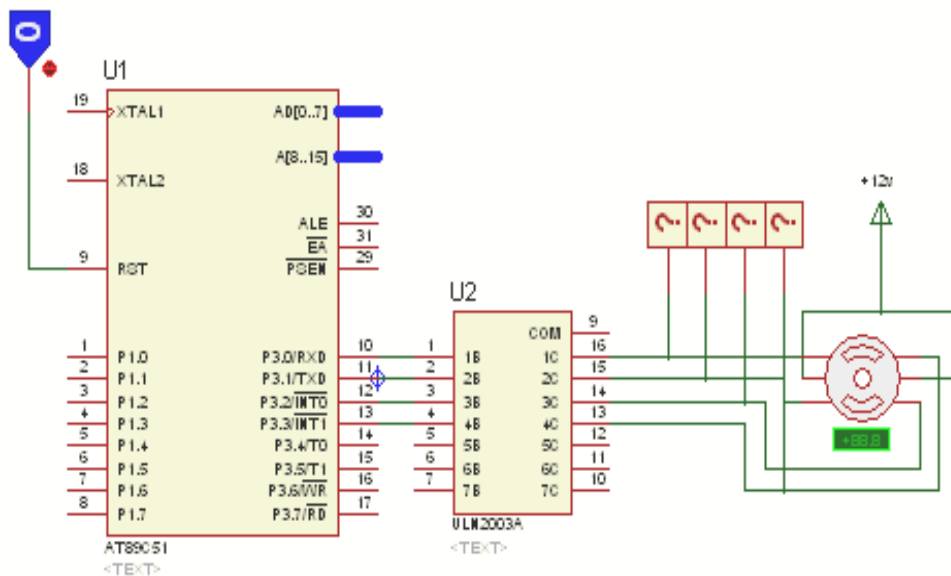 0
U1
19 XTAL1 AD[0..7]
A[8..15]
18 XTAL2
ALE 30
EA 31
9 RST PSEN 29
+12v
? ? ? ?
U2
COM 9
1 P1.0 P3.0/RXD 10 1 1B 1C 16
2 P1.1 P3.1/TXD 11 2 2B 2C 15
3 P1.2 P3.2/INT0 12 3 3B 3C 14
4 P1.3 P3.3/INT1 13 4 4B 4C 13
5 P1.4 P3.4/T0 14 5 5B 5C 12
6 P1.5 P3.5/T1 15 6 6B 6C 11
7 P1.6 P3.6/WR 16 7 7B 7C 10
8 P1.7 P3.7/RD 17
+88.8
ULN2003A
<TEXT>
AT89C51
<TEXT>